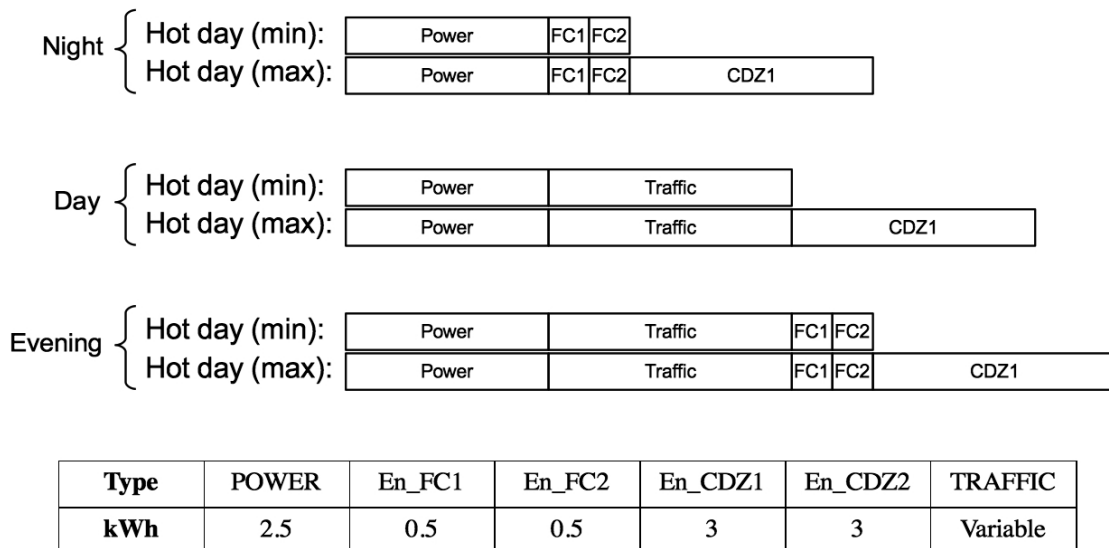 Night
Hot day (min): Power FC1 FC2
Hot day (max): Power FC1 FC2 CDZ1
Day
Hot day (min): Power Traffic
Hot day (max): Power Traffic CDZ1
Evening
Hot day (min): Power Traffic FC1 FC2
Hot day (max): Power Traffic FC1 FC2 CDZ1
Type POWER En_FC1 En_FC2 En_CDZ1 En_CDZ2 TRAFFIC
kWh 2.5 0.5 0.5 3 3 Variable